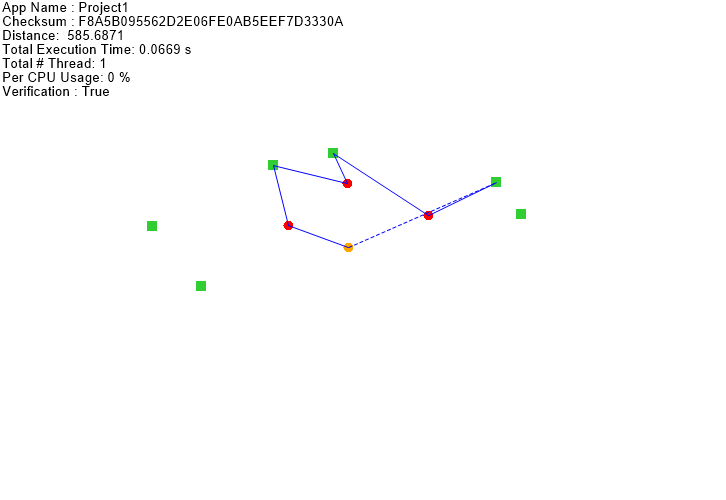 App Name : Project1
Checksum : F8A5B095562D2E06FE0AB5EEF7D3330A
Distance:  585.6871
Total Execution Time: 0.0669 s
Total # Thread: 1
Per CPU Usage: 0 %
Verification : True